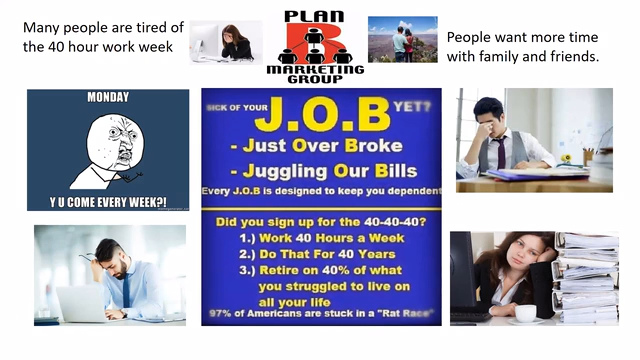 Many people are tired of
the 40 hour work week
PLAN
B
MARKETING
GROUP
People want more time
with family and friends.
MONDAY
Y U COME EVERY WEEK?!
SICK OF YOUR J.O.B YET?
- Just Over Broke
- Juggling Our Bills
Every J.O.B is designed to keep you dependent
Did you sign up for the 40-40-40?
1.) Work 40 Hours a Week
2.) Do That For 40 Years
3.) Retire on 40% of what
you struggled to live on
all your life
97% of Americans are stuck in a "Rat Race"